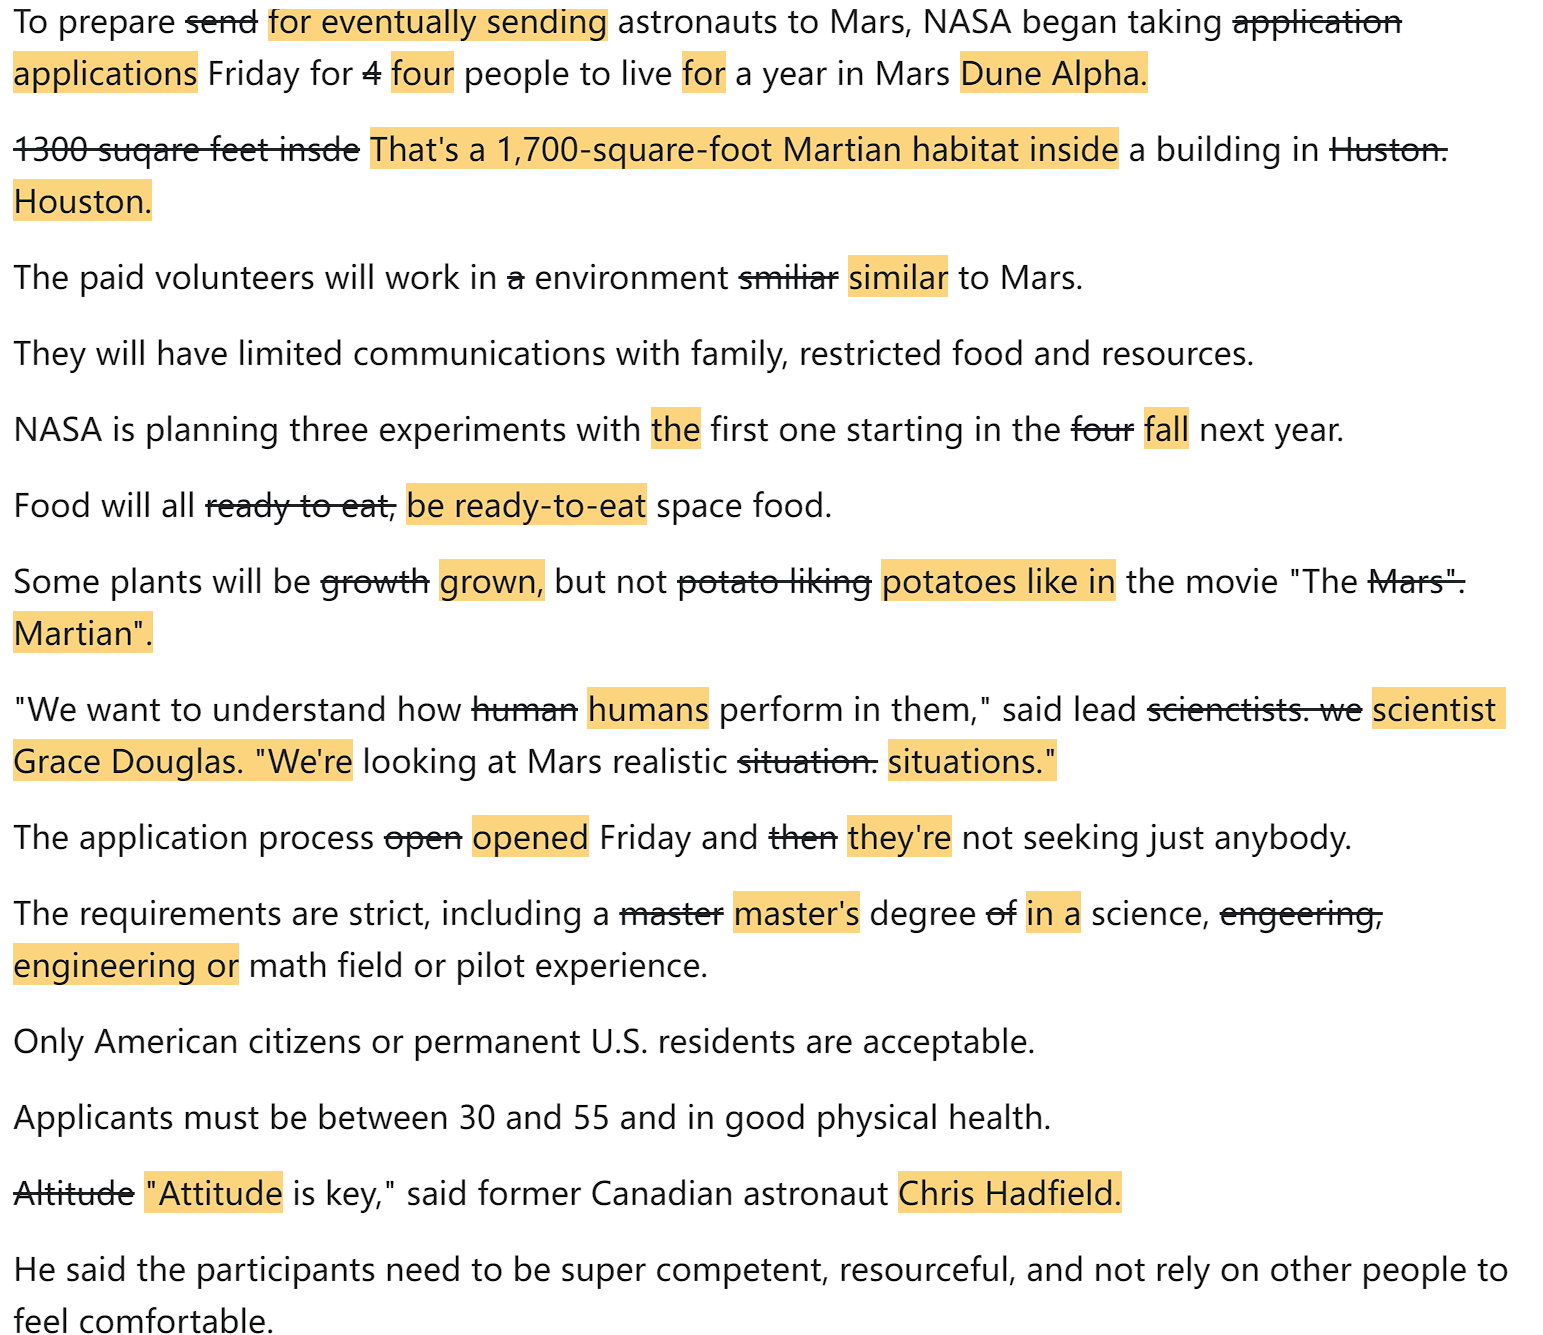 To prepare send for eventually sending astronauts to Mars, NASA began taking application
applications Friday for 4 four people to live for a year in Mars Dune Alpha.
1300 suqare feet insde That's a 1,700-square-foot Martian habitat inside a building in Huston.
Houston.
The paid volunteers will work in a environment smiliar similar to Mars.
They will have limited communications with family, restricted food and resources.
NASA is planning three experiments with the first one starting in the four fall next year.
Food will all ready to eat, be ready-to-eat space food.
Some plants will be growth grown, but not potato liking potatoes like in the movie "The Mars".
Martian".
"We want to understand how human humans perform in them," said lead scienctists. we scientist
Grace Douglas. "We're looking at Mars realistic situation. situations."
The application process open opened Friday and then they're not seeking just anybody.
The requirements are strict, including a master master's degree of in a science, engeering,
engineering or math field or pilot experience.
Only American citizens or permanent U.S. residents are acceptable.
Applicants must be between 30 and 55 and in good physical health.
Altitude "Attitude is key," said former Canadian astronaut Chris Hadfield.
He said the participants need to be super competent, resourceful, and not rely on other people to
feel comfortable.